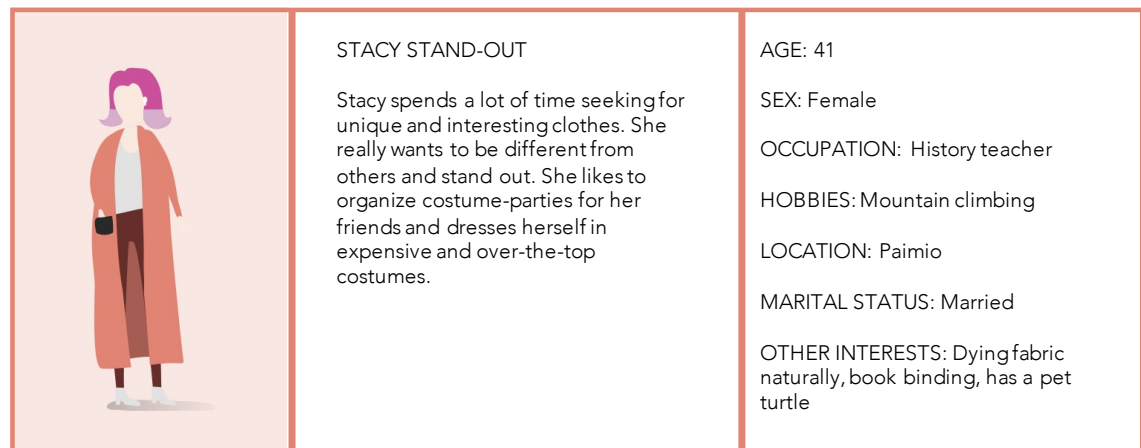 STACY STAND-OUT
Stacy spends a lot of time seeking for
unique and interesting clothes. She
really wants to be different from
others and stand out. She likes to
organize costume-parties for her
friends and dresses herself in
expensive and over-the-top
costumes.
AGE: 41
SEX: Female
OCCUPATION: History teacher
HOBBIES: Mountain climbing
LOCATION: Paimio
MARITAL STATUS: Married
OTHER INTERESTS: Dying fabric
naturally, book binding, has a pet
turtle